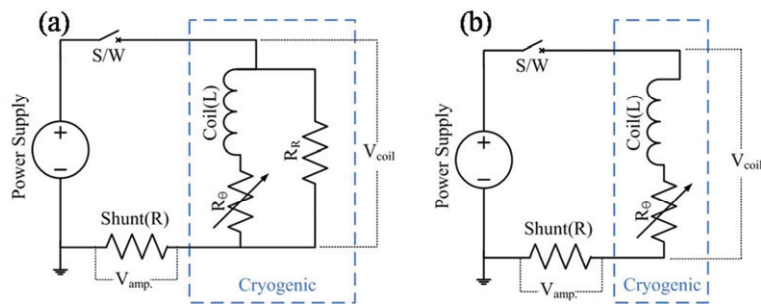 (a)
S/W
Power Supply
+
−
Coil(L)
R_θ
R_R
V_coil
Shunt(R)
V_amp.
Cryogenic
(b)
S/W
Power Supply
+
−
Coil(L)
R_θ
V_coil
Shunt(R)
V_amp.
Cryogenic